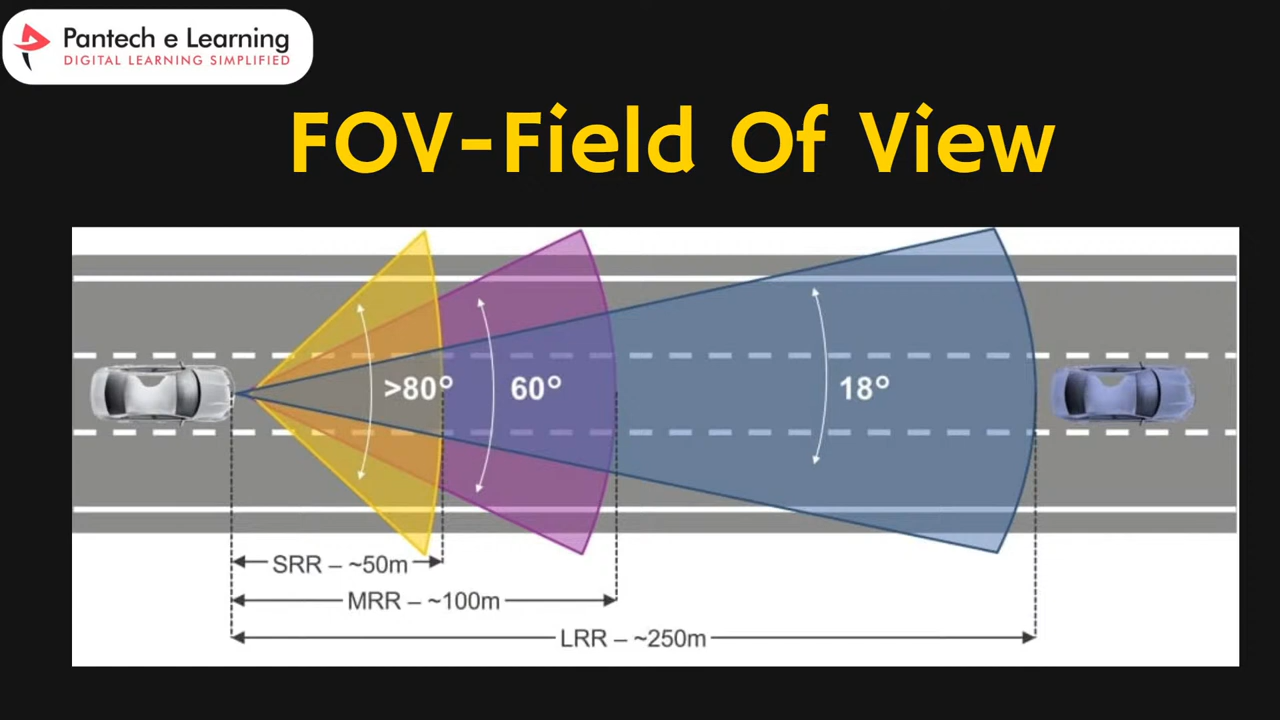 Pantech e Learning
DIGITAL LEARNING SIMPLIFIED
FOV-Field Of View
>80°
60°
18°
SRR – ~50m
MRR – ~100m
LRR – ~250m